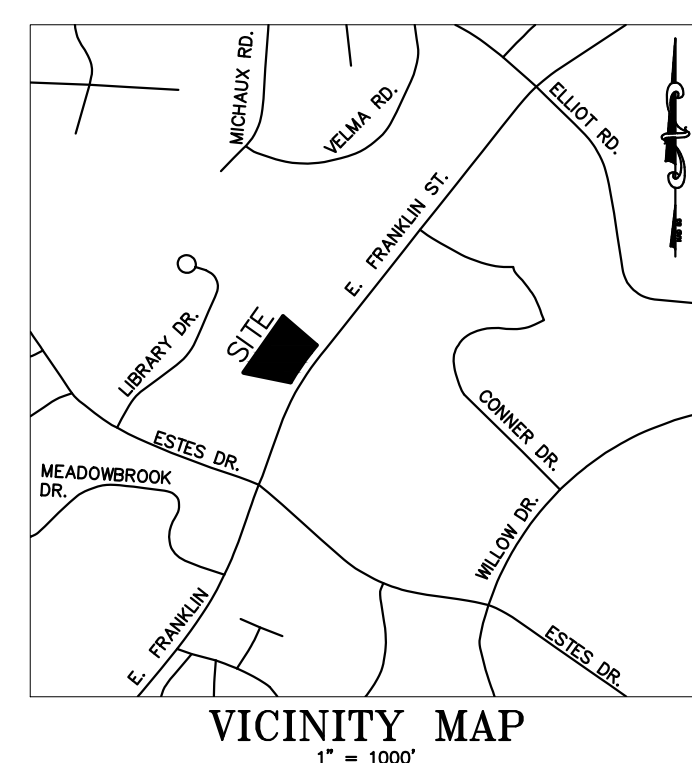 MICHAUX RD.
VELMA RD.
ELLIOT RD.
E. FRANKLIN ST.
SITE
LIBRARY DR.
ESTES DR.
CONNER DR.
MEADOWBROOK
DR.
WILLOW DR.
E. FRANKLIN
ESTES DR.
VICINITY MAP
1" = 1000'